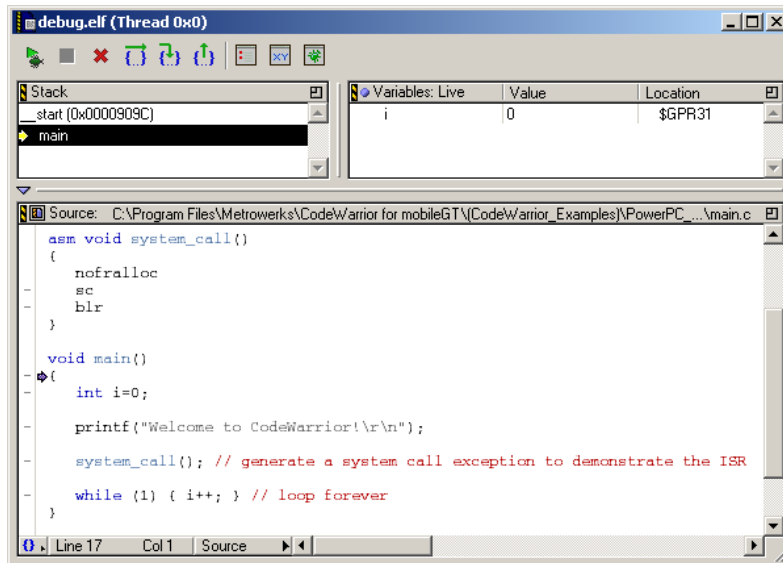 debug.elf (Thread 0x0)
Stack
__start (0x0000909C)
main
Variables: Live Value Location
i 0 $GPR31
Source: C:\Program Files\Metrowerks\CodeWarrior for mobileGT\(CodeWarrior_Examples)\PowerPC_...\main.c
asm void system_call()
{
nofralloc
sc
blr
}
void main()
{
int i=0;
printf("Welcome to CodeWarrior!\r\n");
system_call(); // generate a system call exception to demonstrate the ISR
while (1) { i++; } // loop forever
}
Line 17 Col 1 Source